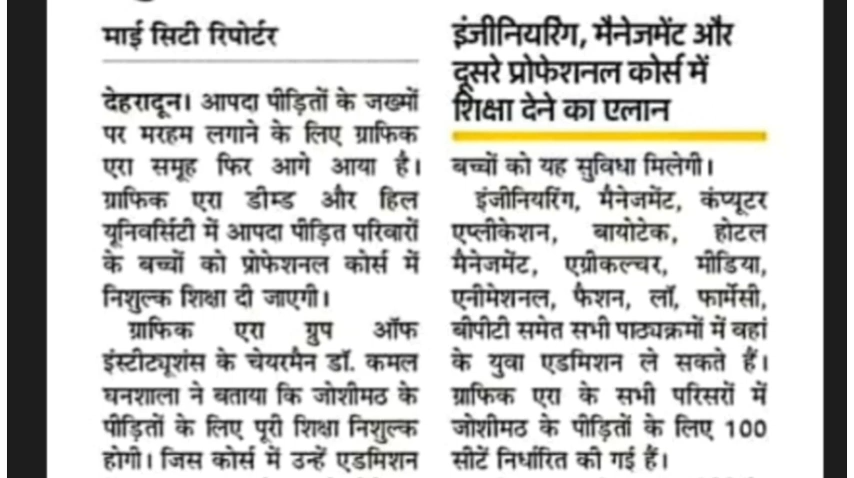 माई सिटी रिपोर्टर
देहरादून। आपदा पीड़ितों के जख्मों
पर मरहम लगाने के लिए ग्राफिक
एरा समूह फिर आगे आया है।
ग्राफिक एरा डीम्ड और हिल
यूनिवर्सिटी में आपदा पीड़ित परिवारों
के बच्चों को प्रोफेशनल कोर्स में
निशुल्क शिक्षा दी जाएगी।
ग्राफिक एरा ग्रुप ऑफ
इंस्टीट्यूशंस के चेयरमैन डॉ. कमल
घनशाला ने बताया कि जोशीमठ के
पीड़ितों के लिए पूरी शिक्षा निशुल्क
होगी। जिस कोर्स में उन्हें एडमिशन
इंजीनियरिंग, मैनेजमेंट और
दूसरे प्रोफेशनल कोर्स में
शिक्षा देने का एलान
बच्चों को यह सुविधा मिलेगी।
इंजीनियरिंग, मैनेजमेंट, कंप्यूटर
एप्लीकेशन, बायोटेक, होटल
मैनेजमेंट, एग्रीकल्चर, मीडिया,
एनीमेशनल, फैशन, लॉ, फार्मेसी,
बीपीटी समेत सभी पाठ्यक्रमों में वहां
के युवा एडमिशन ले सकते हैं।
ग्राफिक एरा के सभी परिसरों में
जोशीमठ के पीड़ितों के लिए 100
सीटें निर्धारित की गई हैं।